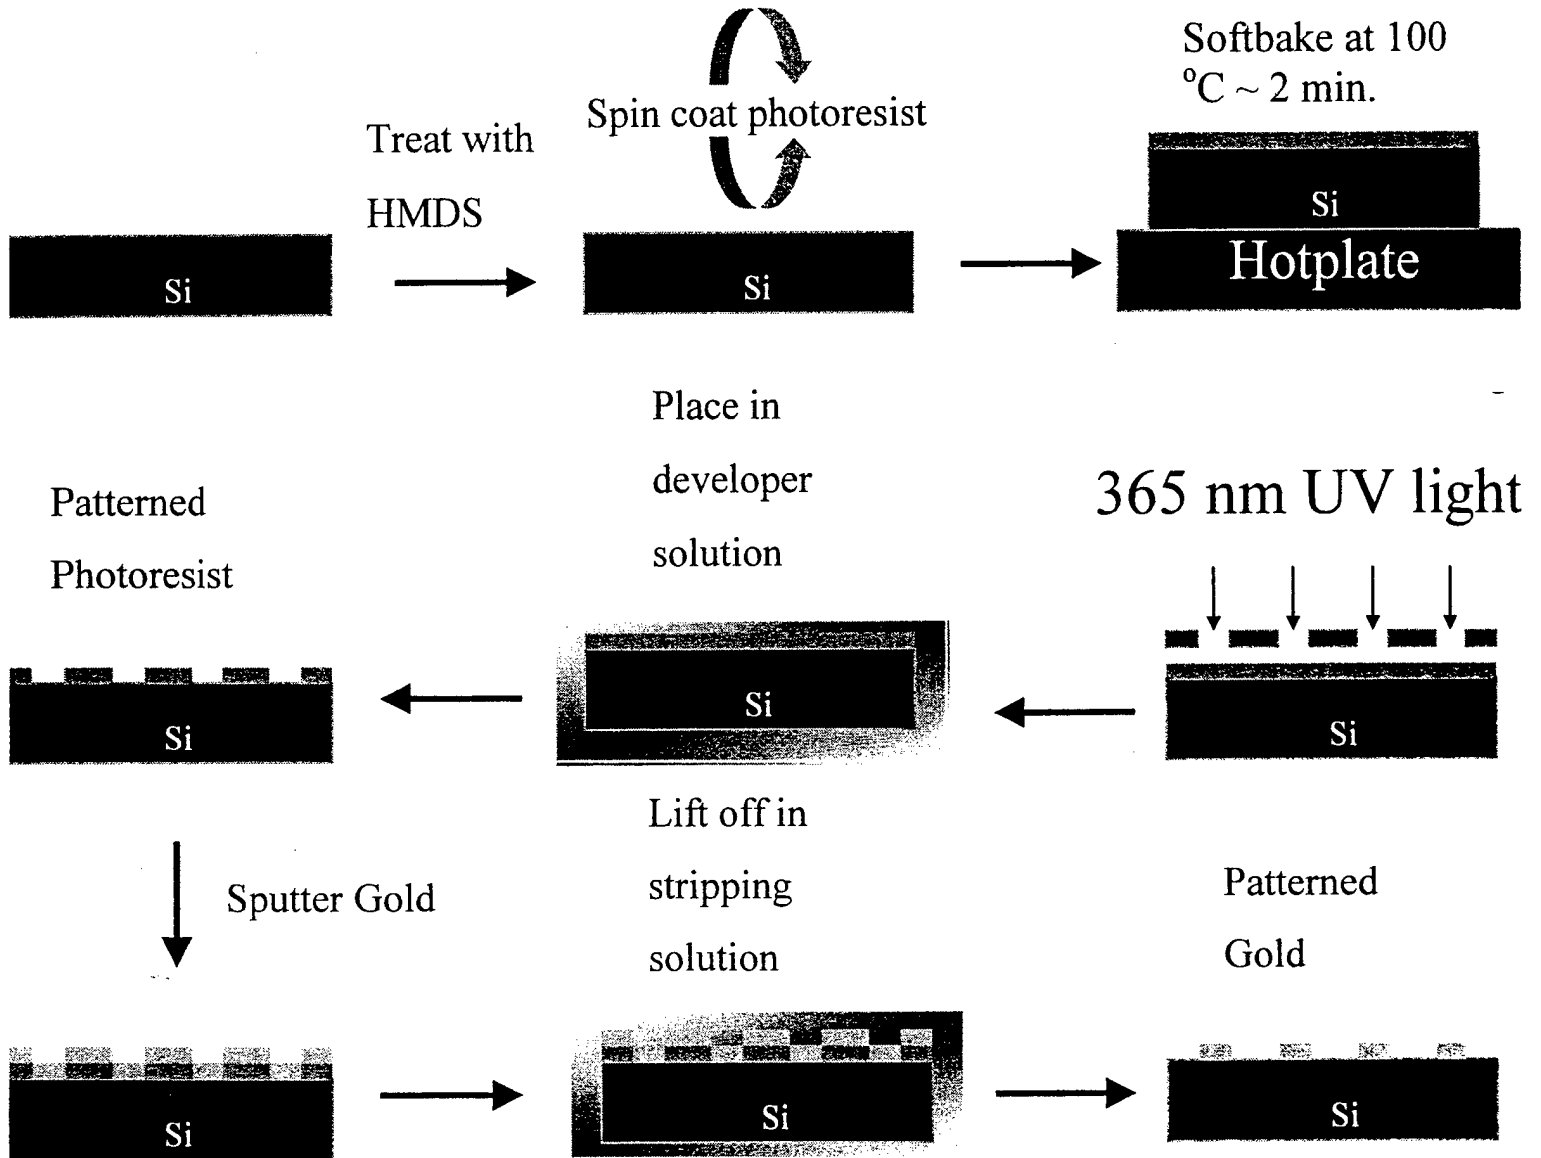 Treat with
HMDS
Si
Spin coat photoresist
Si
Softbake at 100
°C ~ 2 min.
Si
Hotplate
365 nm UV light
Si
Place in
developer
solution
Si
Patterned
Photoresist
Si
Sputter Gold
Si
Lift off in
stripping
solution
Si
Patterned
Gold
Si